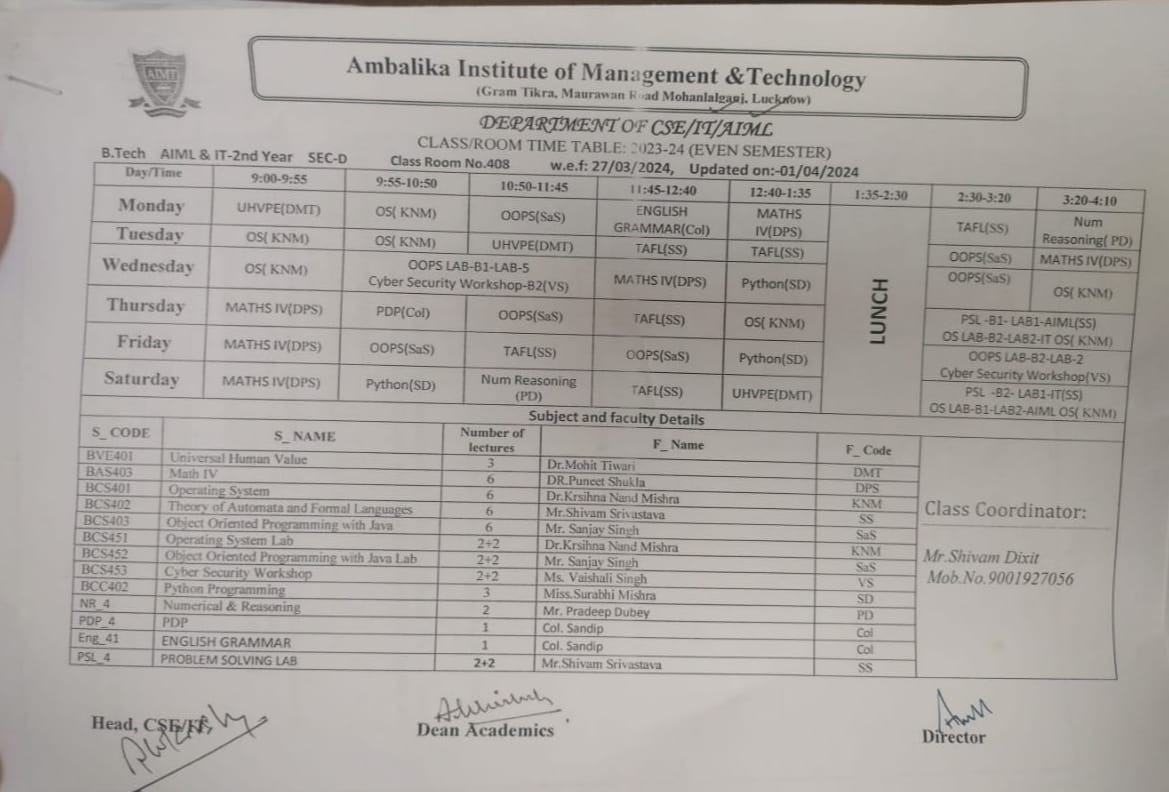 AIMT
Ambalika Institute of Management &Technology
(Gram Tikra, Maurawan Road Mohanlalganj, Lucknow)
DEPARTMENT OF CSE/IT/AIML
CLASS/ROOM TIME TABLE: 2023-24 (EVEN SEMESTER)
B.Tech AIML & IT-2nd Year SEC-D Class Room No.408 w.e.f: 27/03/2024, Updated on:-01/04/2024
Day/Time 9:00-9:55 9:55-10:50 10:50-11:45 11:45-12:40 12:40-1:35 1:35-2:30 2:30-3:20 3:20-4:10
Monday UHVPE(DMT) OS( KNM) OOPS(SaS) ENGLISH GRAMMAR(Col) MATHS IV(DPS) LUNCH TAFL(SS) Num Reasoning( PD)
Tuesday OS( KNM) OS( KNM) UHVPE(DMT) TAFL(SS) TAFL(SS) OOPS(SaS) MATHS IV(DPS)
Wednesday OS( KNM) OOPS LAB-B1-LAB-5 Cyber Security Workshop-B2(VS) MATHS IV(DPS) Python(SD) OOPS(SaS) OS( KNM)
Thursday MATHS IV(DPS) PDP(Col) OOPS(SaS) TAFL(SS) OS( KNM) PSL -B1- LAB1-AIML(SS) OS LAB-B2-LAB2-IT OS( KNM)
Friday MATHS IV(DPS) OOPS(SaS) TAFL(SS) OOPS(SaS) Python(SD) OOPS LAB-B2-LAB-2 Cyber Security Workshop(VS)
Saturday MATHS IV(DPS) Python(SD) Num Reasoning (PD) TAFL(SS) UHVPE(DMT) PSL -B2- LAB1-IT(SS) OS LAB-B1-LAB2-AIML OS( KNM)
Subject and faculty Details
S_CODE S_NAME Number of lectures F_Name F_Code
BVE401 Universal Human Value 3 Dr.Mohit Tiwari DMT
BAS403 Math IV 6 DR.Puneet Shukla DPS
BCS401 Operating System 6 Dr.Krsihna Nand Mishra KNM
BCS402 Theory of Automata and Formal Languages 6 Mr.Shivam Srivastava SS
BCS403 Object Oriented Programming with Java 6 Mr. Sanjay Singh SaS
BCS451 Operating System Lab 2+2 Dr.Krsihna Nand Mishra KNM
BCS452 Object Oriented Programming with Java Lab 2+2 Mr. Sanjay Singh SaS
BCS453 Cyber Security Workshop 2+2 Ms. Vaishali Singh VS
BCC402 Python Programming 3 Miss.Surabhi Mishra SD
NR_4 Numerical & Reasoning 2 Mr. Pradeep Dubey PD
PDP_4 PDP 1 Col. Sandip Col
Eng_41 ENGLISH GRAMMAR 1 Col. Sandip Col
PSL_4 PROBLEM SOLVING LAB 2+2 Mr.Shivam Srivastava SS
Class Coordinator:
Mr.Shivam Dixit
Mob.No.9001927056
Head, CSE/IT
Dean Academics
Director